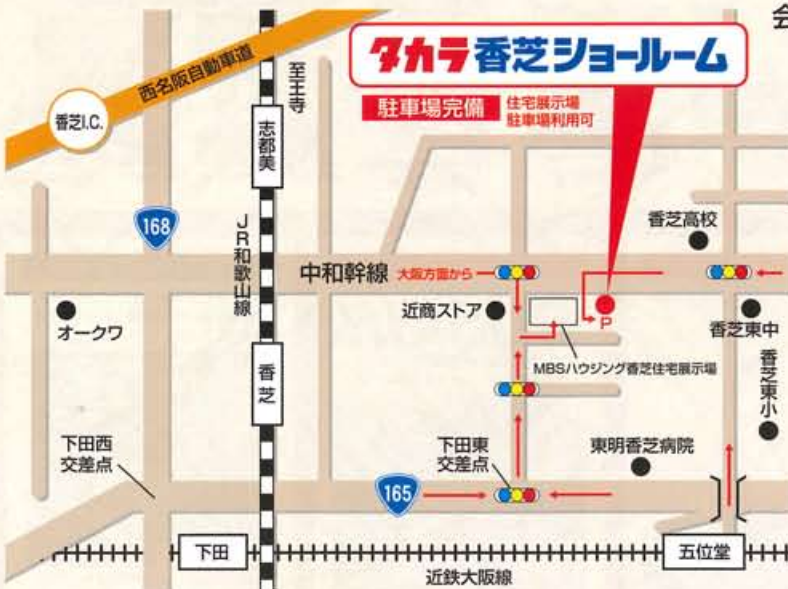 会
タカラ香芝ショールーム
駐車場完備
住宅展示場
駐車場利用可
西名阪自動車道
香芝I.C.
至王寺
志都美
168
JR和歌山線
香芝高校
中和幹線
大阪方面から
近商ストア
P
オークワ
香芝東中
MBSハウジング香芝住宅展示場
香芝
香芝東小
下田西
交差点
下田東
交差点
東明香芝病院
165
下田
五位堂
近鉄大阪線